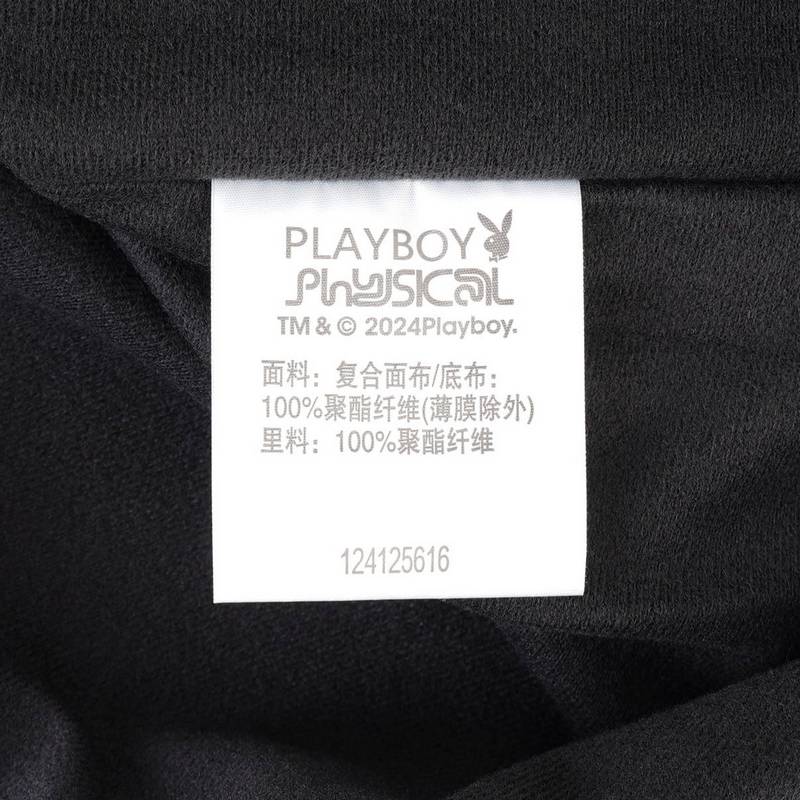 PLAYBOY
Physical
TM & © 2024Playboy.
面料：复合面布/底布：
100%聚酯纤维(薄膜除外)
里料：100%聚酯纤维
124125616